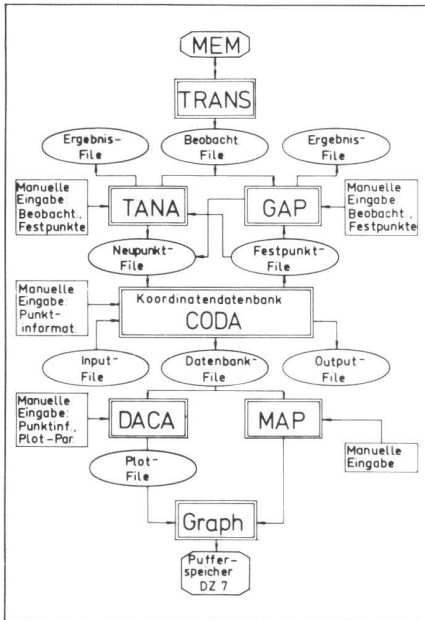 MEM
TRANS
Ergebnis-
File
Beobacht.
File
Ergebnis-
File
Manuelle
Eingabe:
Beobacht.,
Festpunkte
TANA
GAP
Manuelle
Eingabe:
Beobacht.,
Festpunkte
Neupunkt-
File
Festpunkt-
File
Manuelle
Eingabe:
Punkt-
informat.
Koordinatendatenbank
CODA
Input-
File
Datenbank-
File
Output-
File
Manuelle
Eingabe:
Punktinf.,
Plot-Par.
DACA
MAP
Manuelle
Eingabe
Plot-
File
Graph
Puffer-
speicher
DZ 7